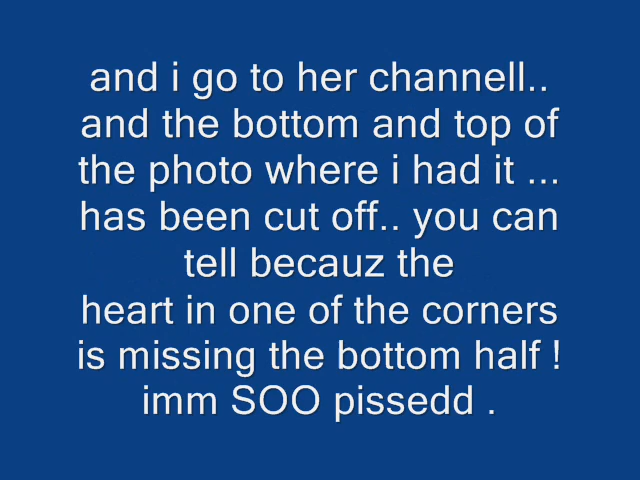 and i go to her channell..
and the bottom and top of
the photo where i had it ...
has been cut off.. you can
tell becauz the
heart in one of the corners
is missing the bottom half !
imm SOO pissedd .